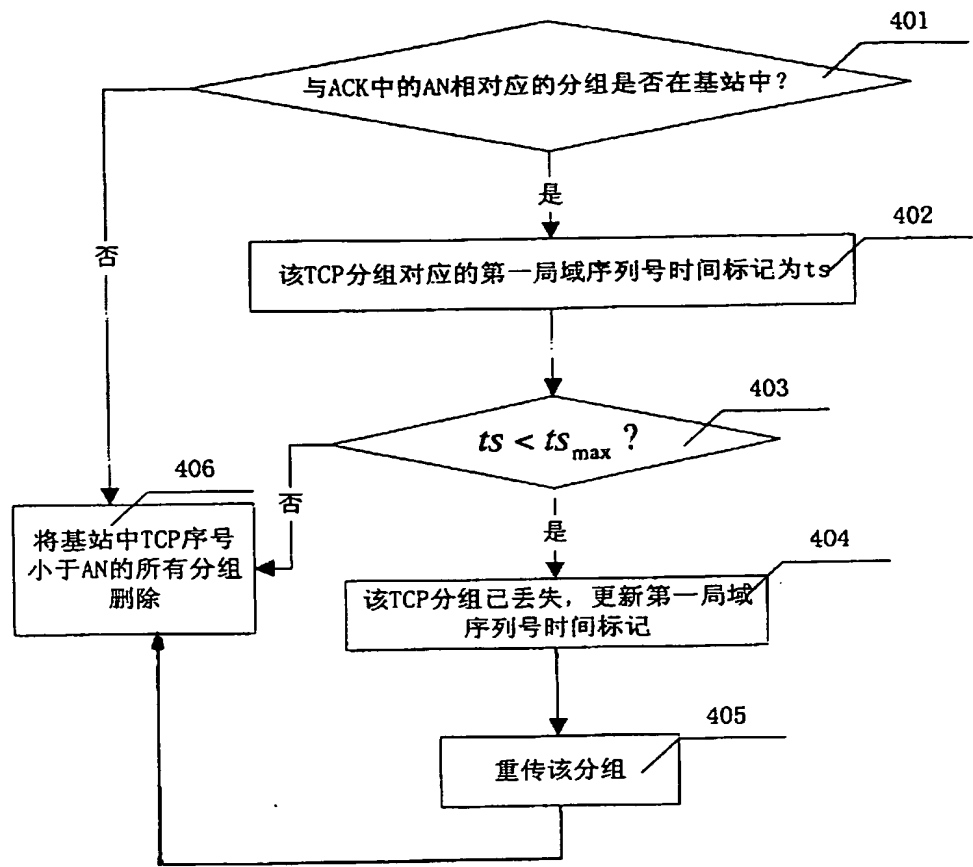 401
与ACK中的AN相对应的分组是否在基站中?
是
否
402
该TCP分组对应的第一局域序列号时间标记为ts
403
ts < ts_max ?
否
是
406
将基站中TCP序号
小于AN的所有分组
删除
404
该TCP分组已丢失，更新第一局域
序列号时间标记
405
重传该分组